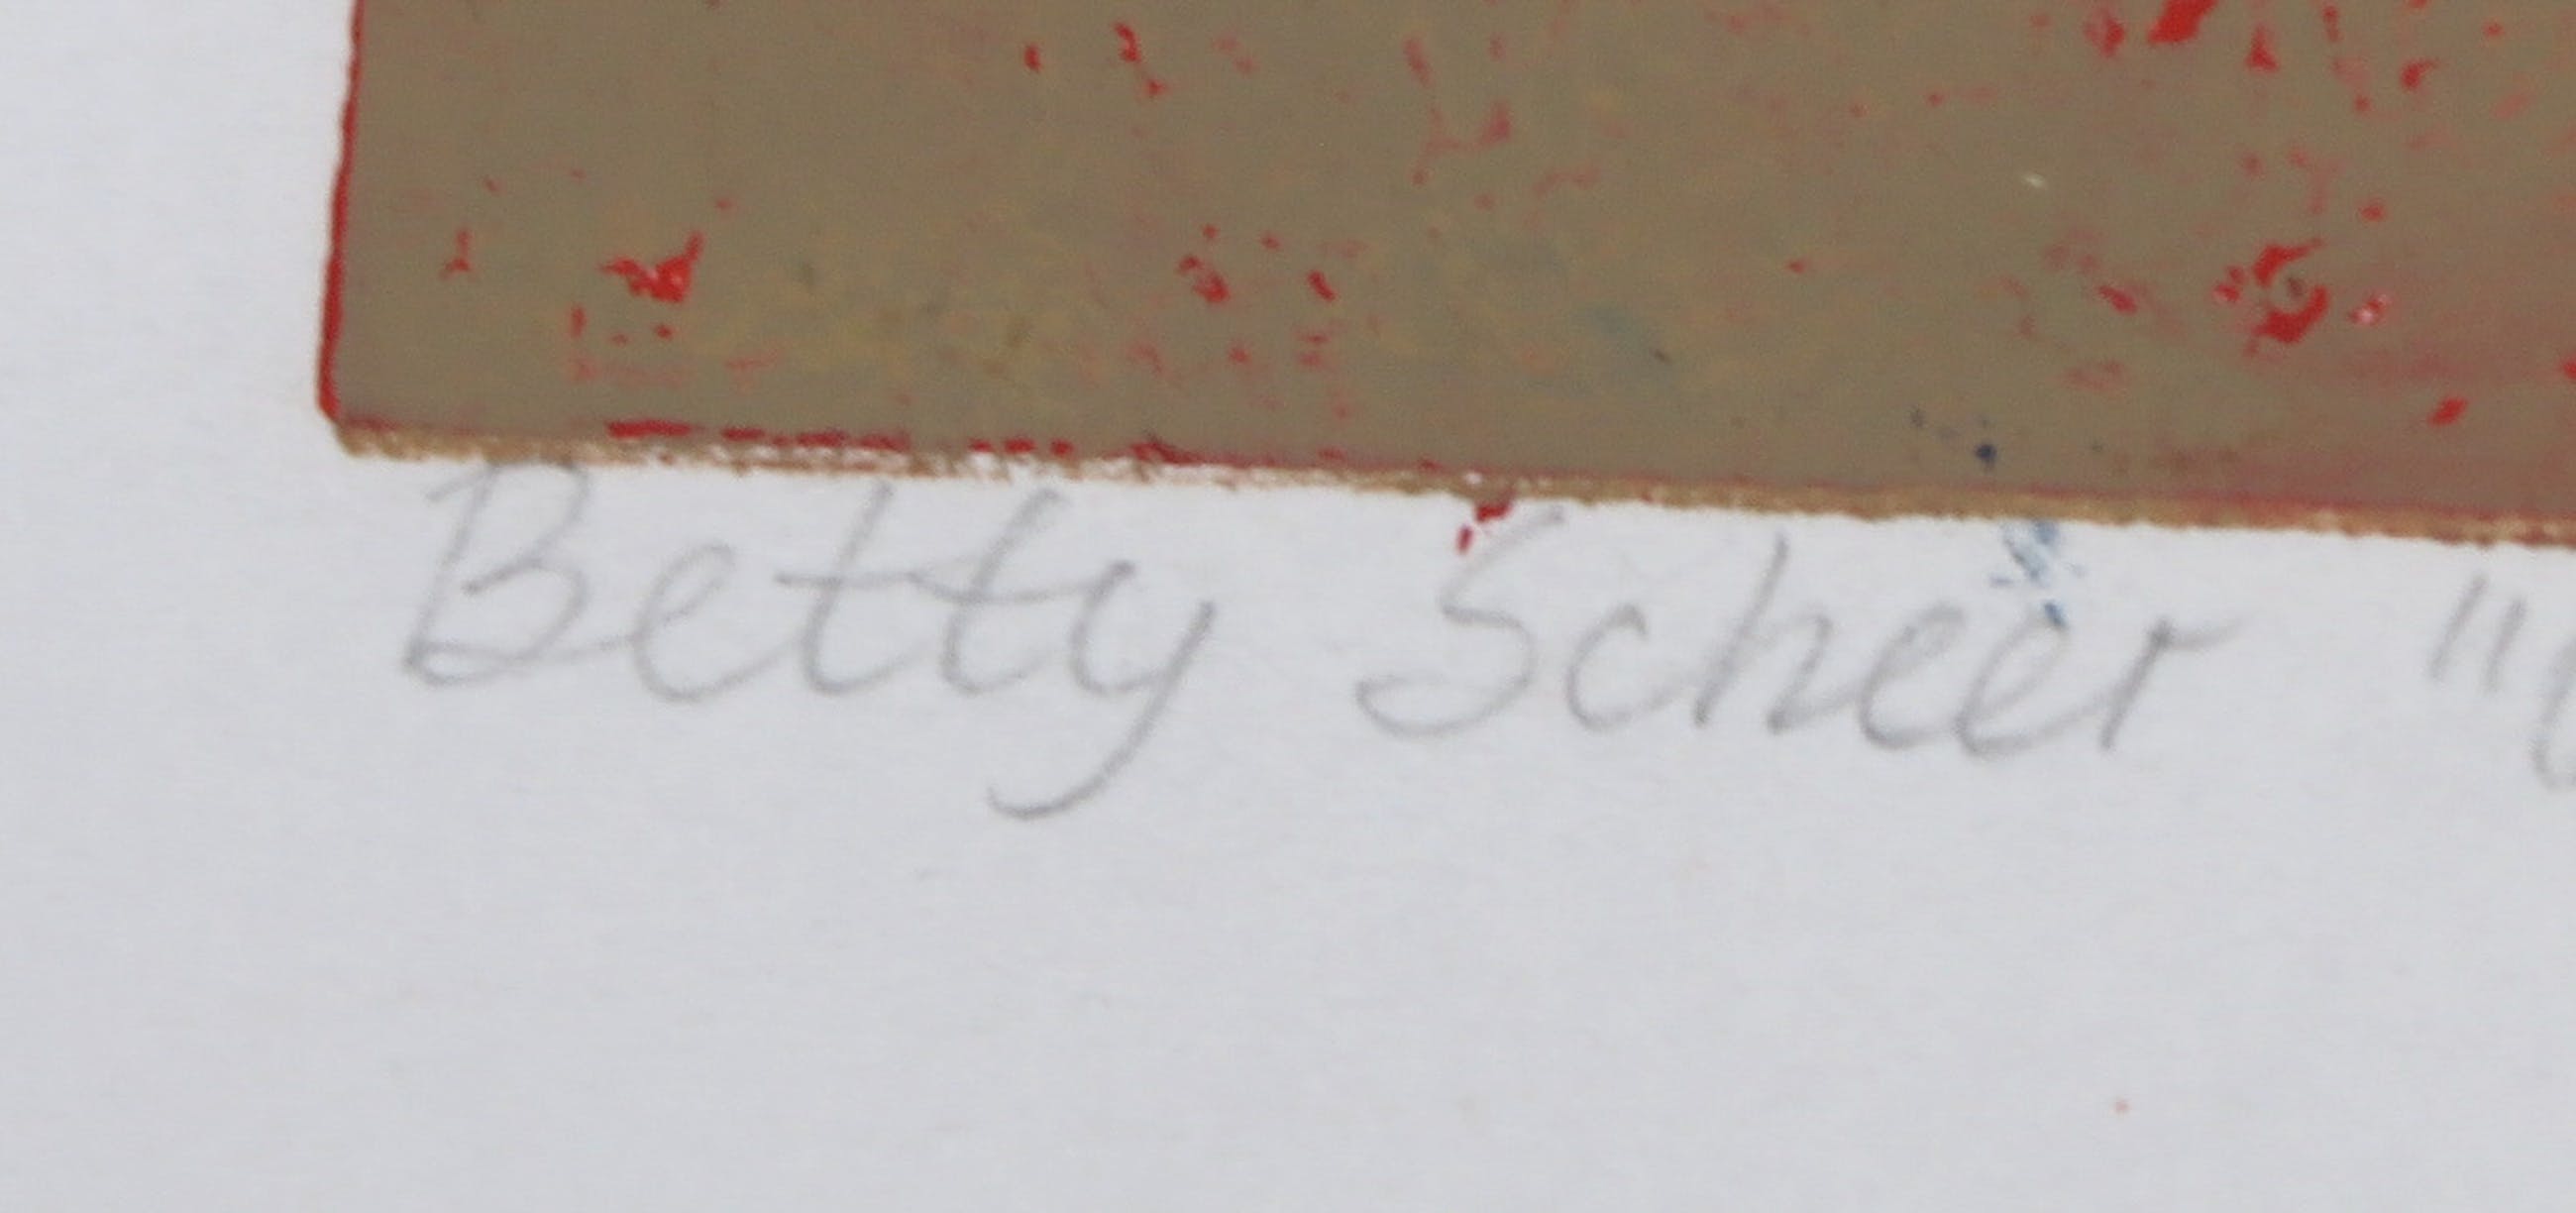 Betty Scheer "